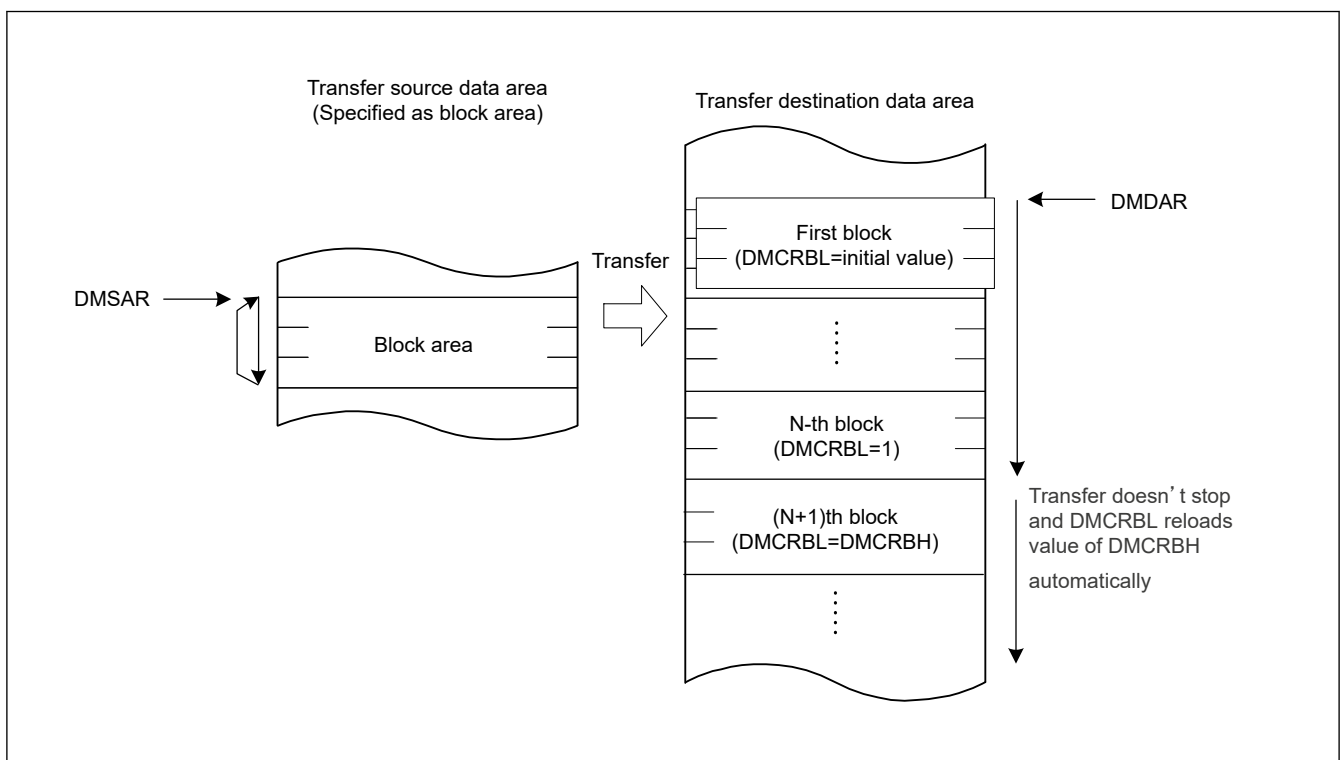 Transfer source data area
(Specified as block area)
Transfer destination data area
DMSAR
Block area
Transfer
DMDAR
First block
(DMCRBL=initial value)
N-th block
(DMCRBL=1)
(N+1)th block
(DMCRBL=DMCRBH)
Transfer doesn’t stop
and DMCRBL reloads
value of DMCRBH
automatically